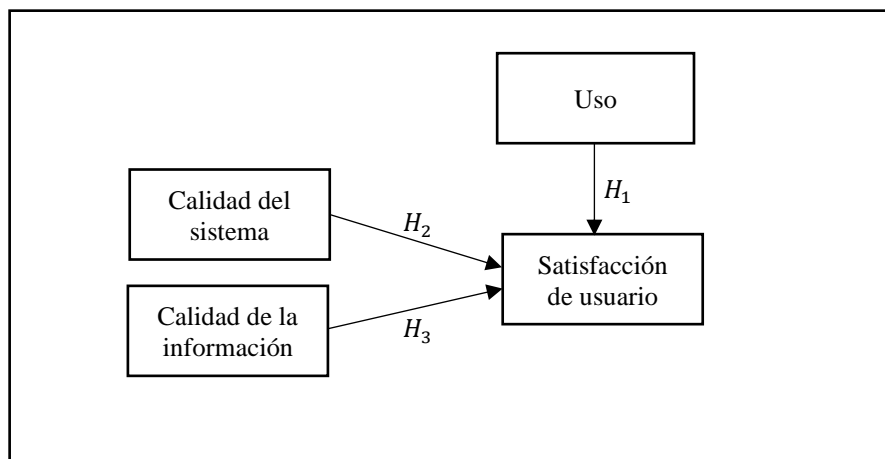 Uso
H₁
Calidad del
sistema
H₂
Satisfacción
de usuario
Calidad de la
información
H₃